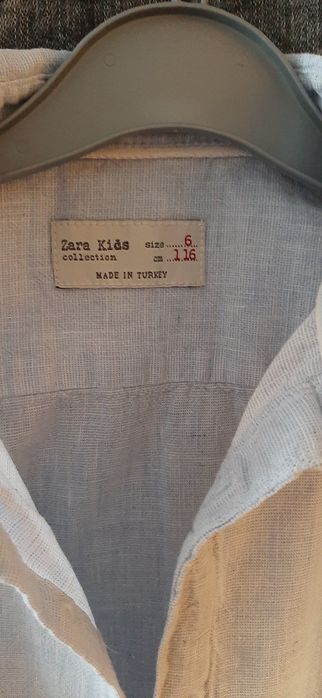 Zara Kids size......6..
collection cm ...116
MADE IN TURKEY